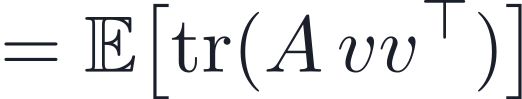 = 𝔼[tr(A vv⊤)]